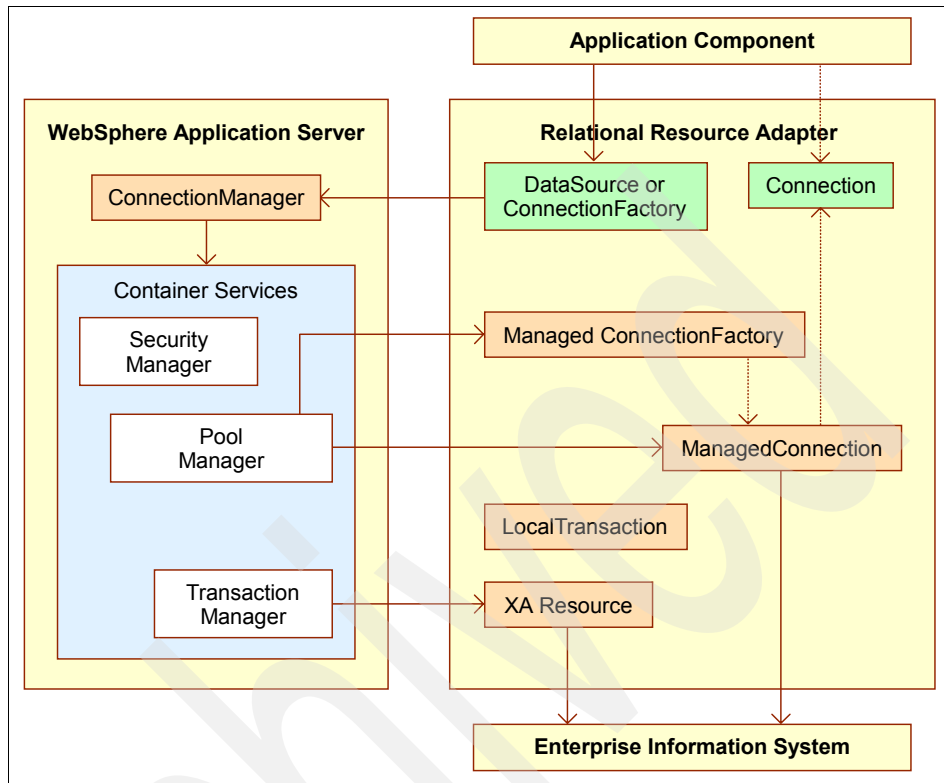 Application Component
WebSphere Application Server
Relational Resource Adapter
ConnectionManager
DataSource or
ConnectionFactory
Connection
Container Services
Security
Manager
Managed ConnectionFactory
Pool
Manager
ManagedConnection
LocalTransaction
Transaction
Manager
XA Resource
Enterprise Information System